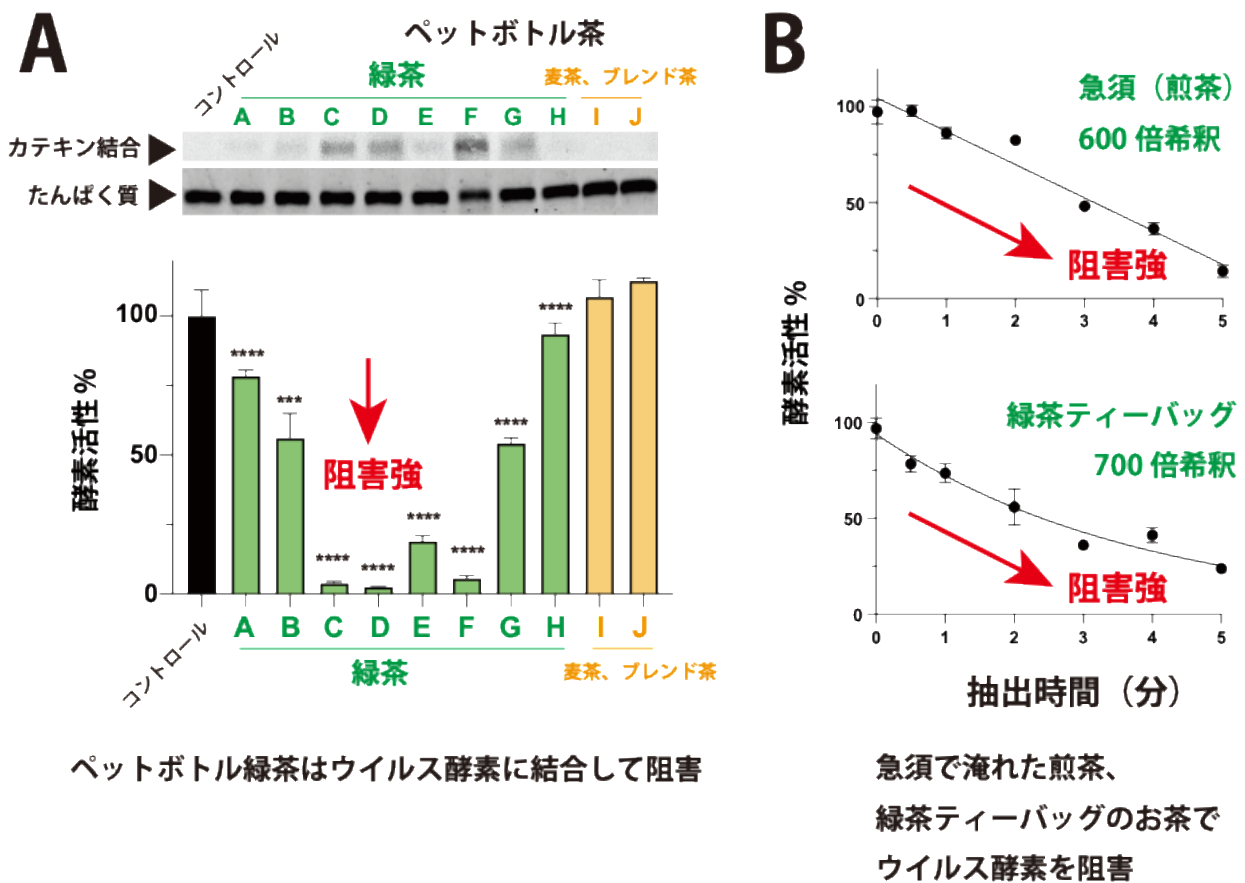 A
ペットボトル茶
コントロール
緑茶
麦茶、ブレンド茶
A B C D E F G H I J
カテキン結合
たんぱく質
酵素活性 %
100
50
0
**** *** **** **** **** **** **** ****
阻害強
コントロール
A B C D E F G H I J
緑茶
麦茶、ブレンド茶
ペットボトル緑茶はウイルス酵素に結合して阻害
B
急須（煎茶）
600 倍希釈
100
50
0
阻害強
0 1 2 3 4 5
酵素活性 %
緑茶ティーバッグ
700 倍希釈
100
50
0
阻害強
0 1 2 3 4 5
抽出時間（分）
急須で淹れた煎茶、
緑茶ティーバッグのお茶で
ウイルス酵素を阻害